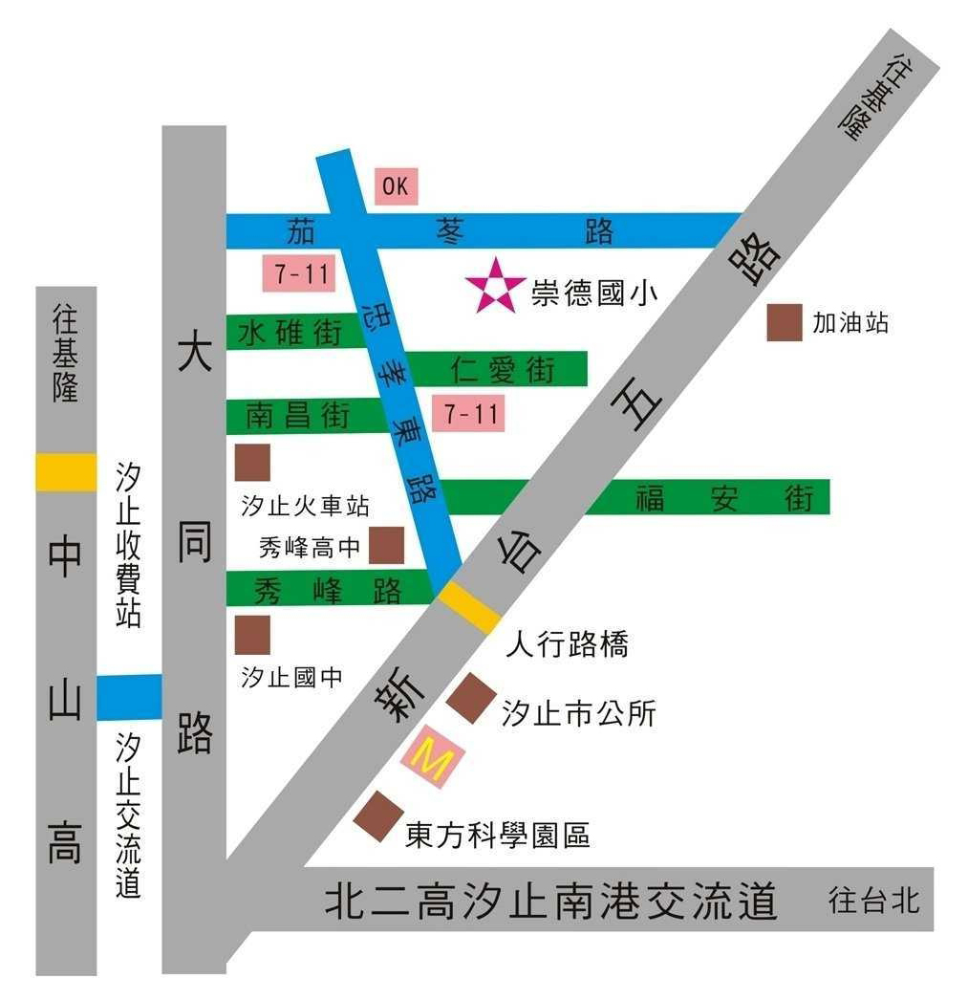 往基隆
OK
茄苳路
7-11
崇德國小
加油站
往基隆
水碓街
仁愛街
南昌街
7-11
忠孝東路
福安街
汐止火車站
秀峰高中
秀峰路
汐止國中
人行路橋
汐止市公所
M
東方科學園區
新台五路
大同路
汐止收費站
汐止交流道
中山高
北二高汐止南港交流道
往台北